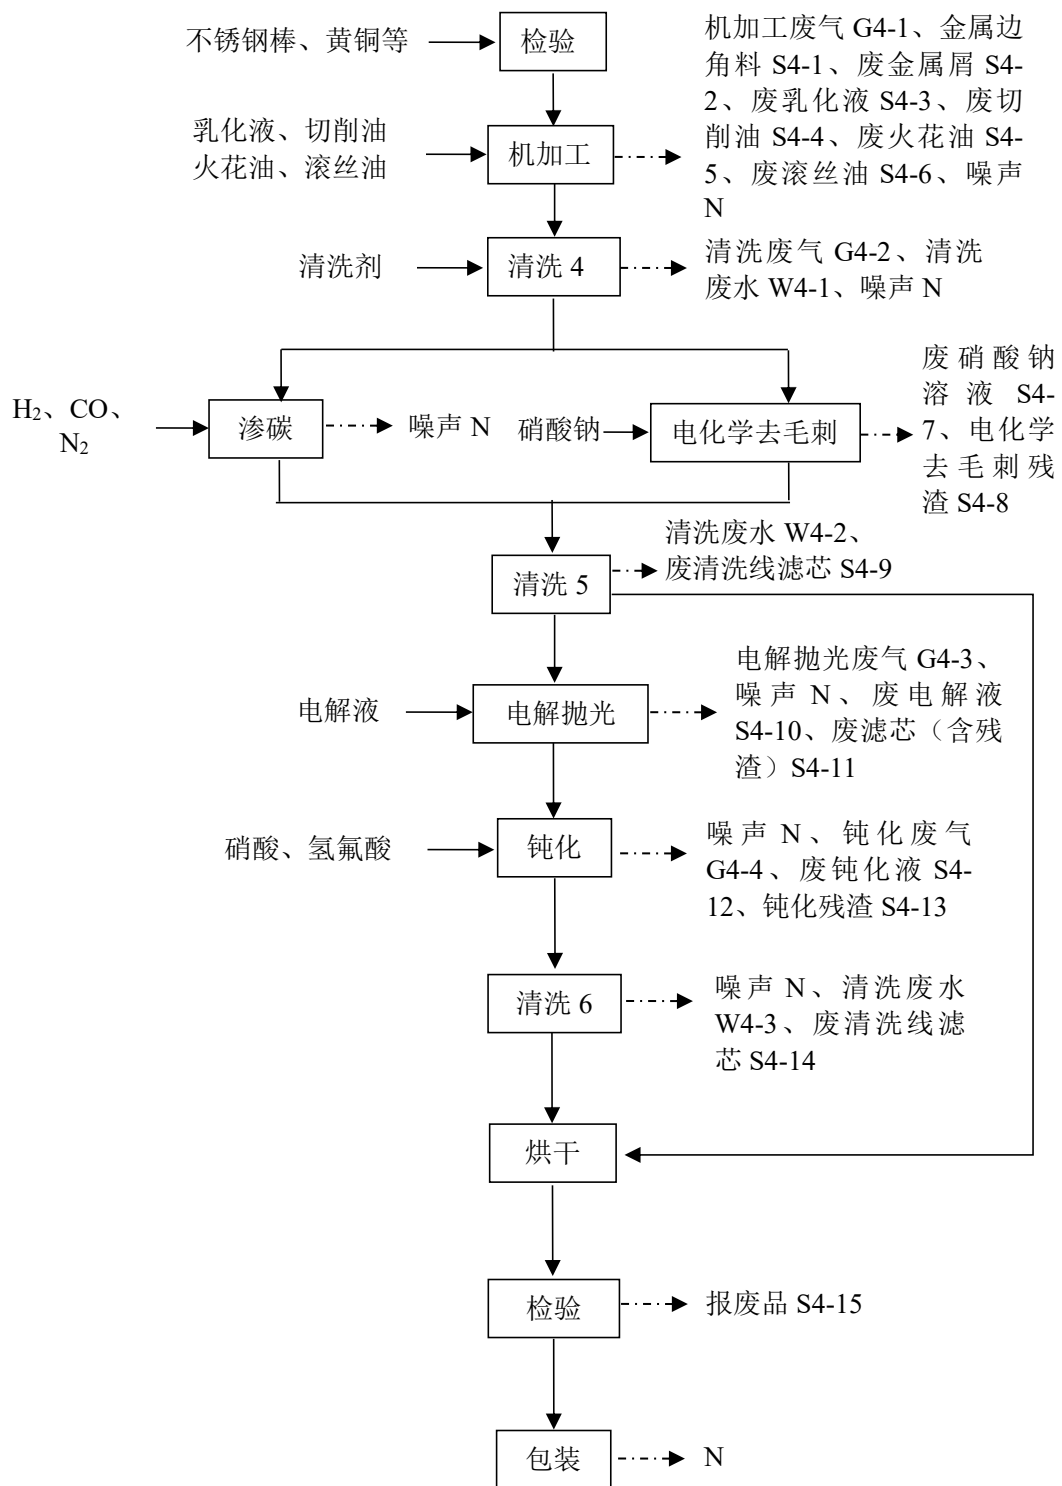 不锈钢棒、黄铜等
检验
机加工废气 G4-1、金属边
角料 S4-1、废金属屑 S4-
2、废乳化液 S4-3、废切
削油 S4-4、废火花油 S4-
5、废滚丝油 S4-6、噪声
N
乳化液、切削油
火花油、滚丝油
机加工
清洗剂
清洗 4
清洗废气 G4-2、清洗
废水 W4-1、噪声 N
H2、CO、
N2
渗碳
噪声 N
硝酸钠
电化学去毛刺
废硝酸钠
溶液 S4-
7、电化学
去毛刺残
渣 S4-8
清洗废水 W4-2、
废清洗线滤芯 S4-9
清洗 5
电解液
电解抛光
电解抛光废气 G4-3、
噪声 N、废电解液
S4-10、废滤芯（含残
渣）S4-11
硝酸、氢氟酸
钝化
噪声 N、钝化废气
G4-4、废钝化液 S4-
12、钝化残渣 S4-13
清洗 6
噪声 N、清洗废水
W4-3、废清洗线滤
芯 S4-14
烘干
检验
报废品 S4-15
包装
N